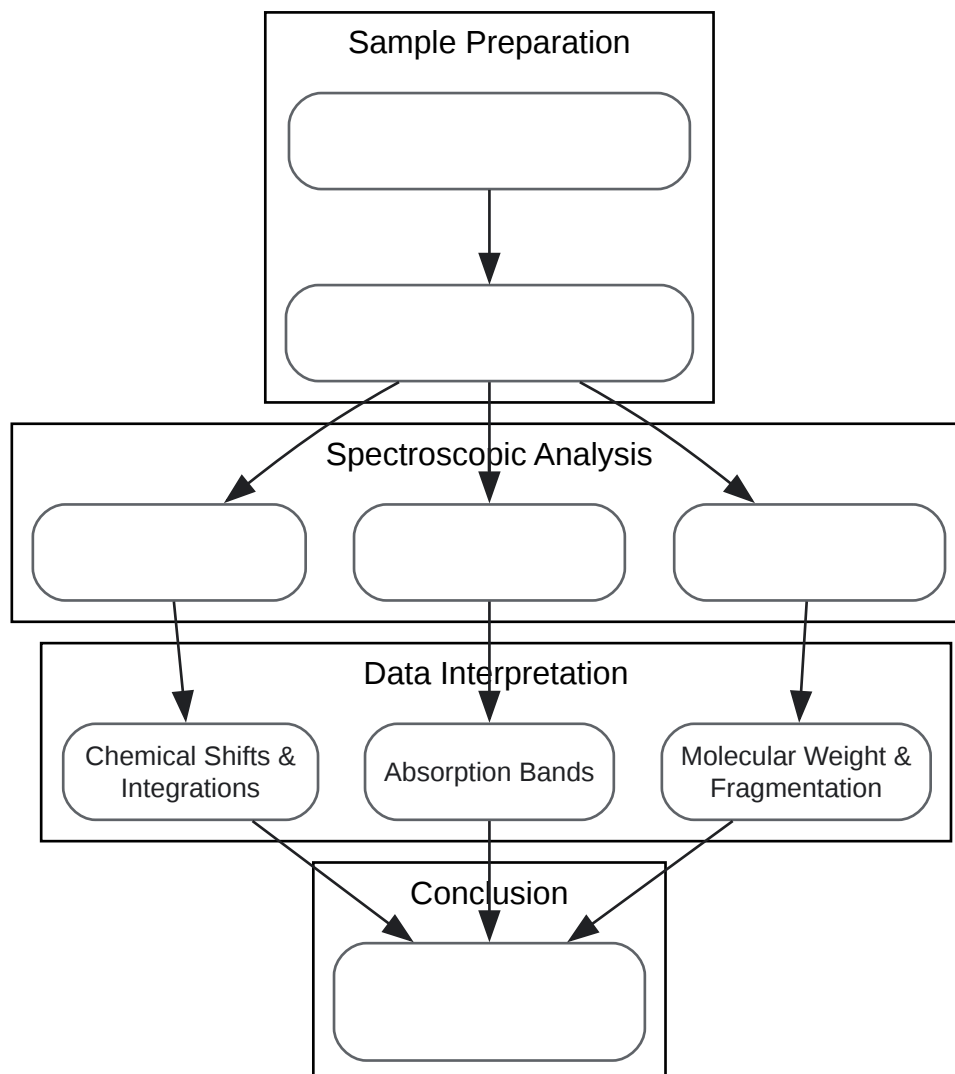 Sample Preparation
Spectroscopic Analysis
Data Interpretation
Chemical Shifts &
Integrations
Absorption Bands
Molecular Weight &
Fragmentation
Conclusion